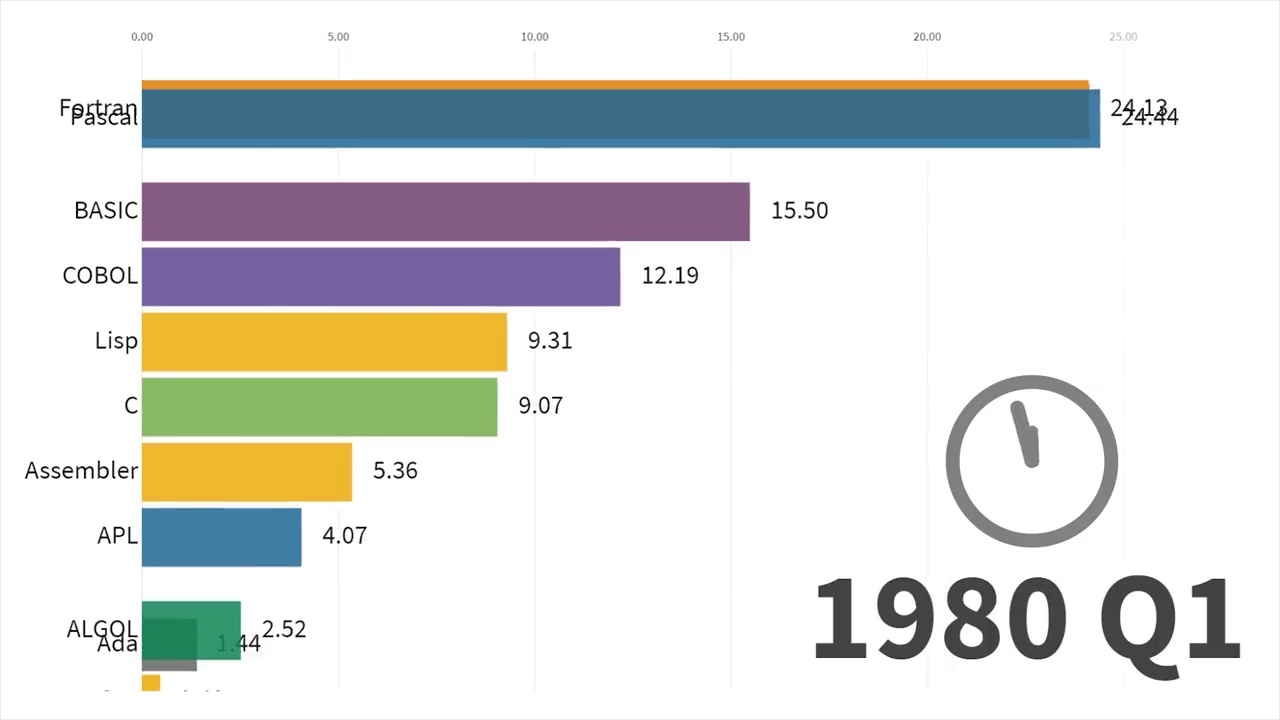 0.00 5.00 10.00 15.00 20.00 25.00
Fortran 24.13
Pascal 24.44
BASIC 15.50
COBOL 12.19
Lisp 9.31
C 9.07
Assembler 5.36
APL 4.07
ALGOL 2.52
Ada 1.44
1980 Q1